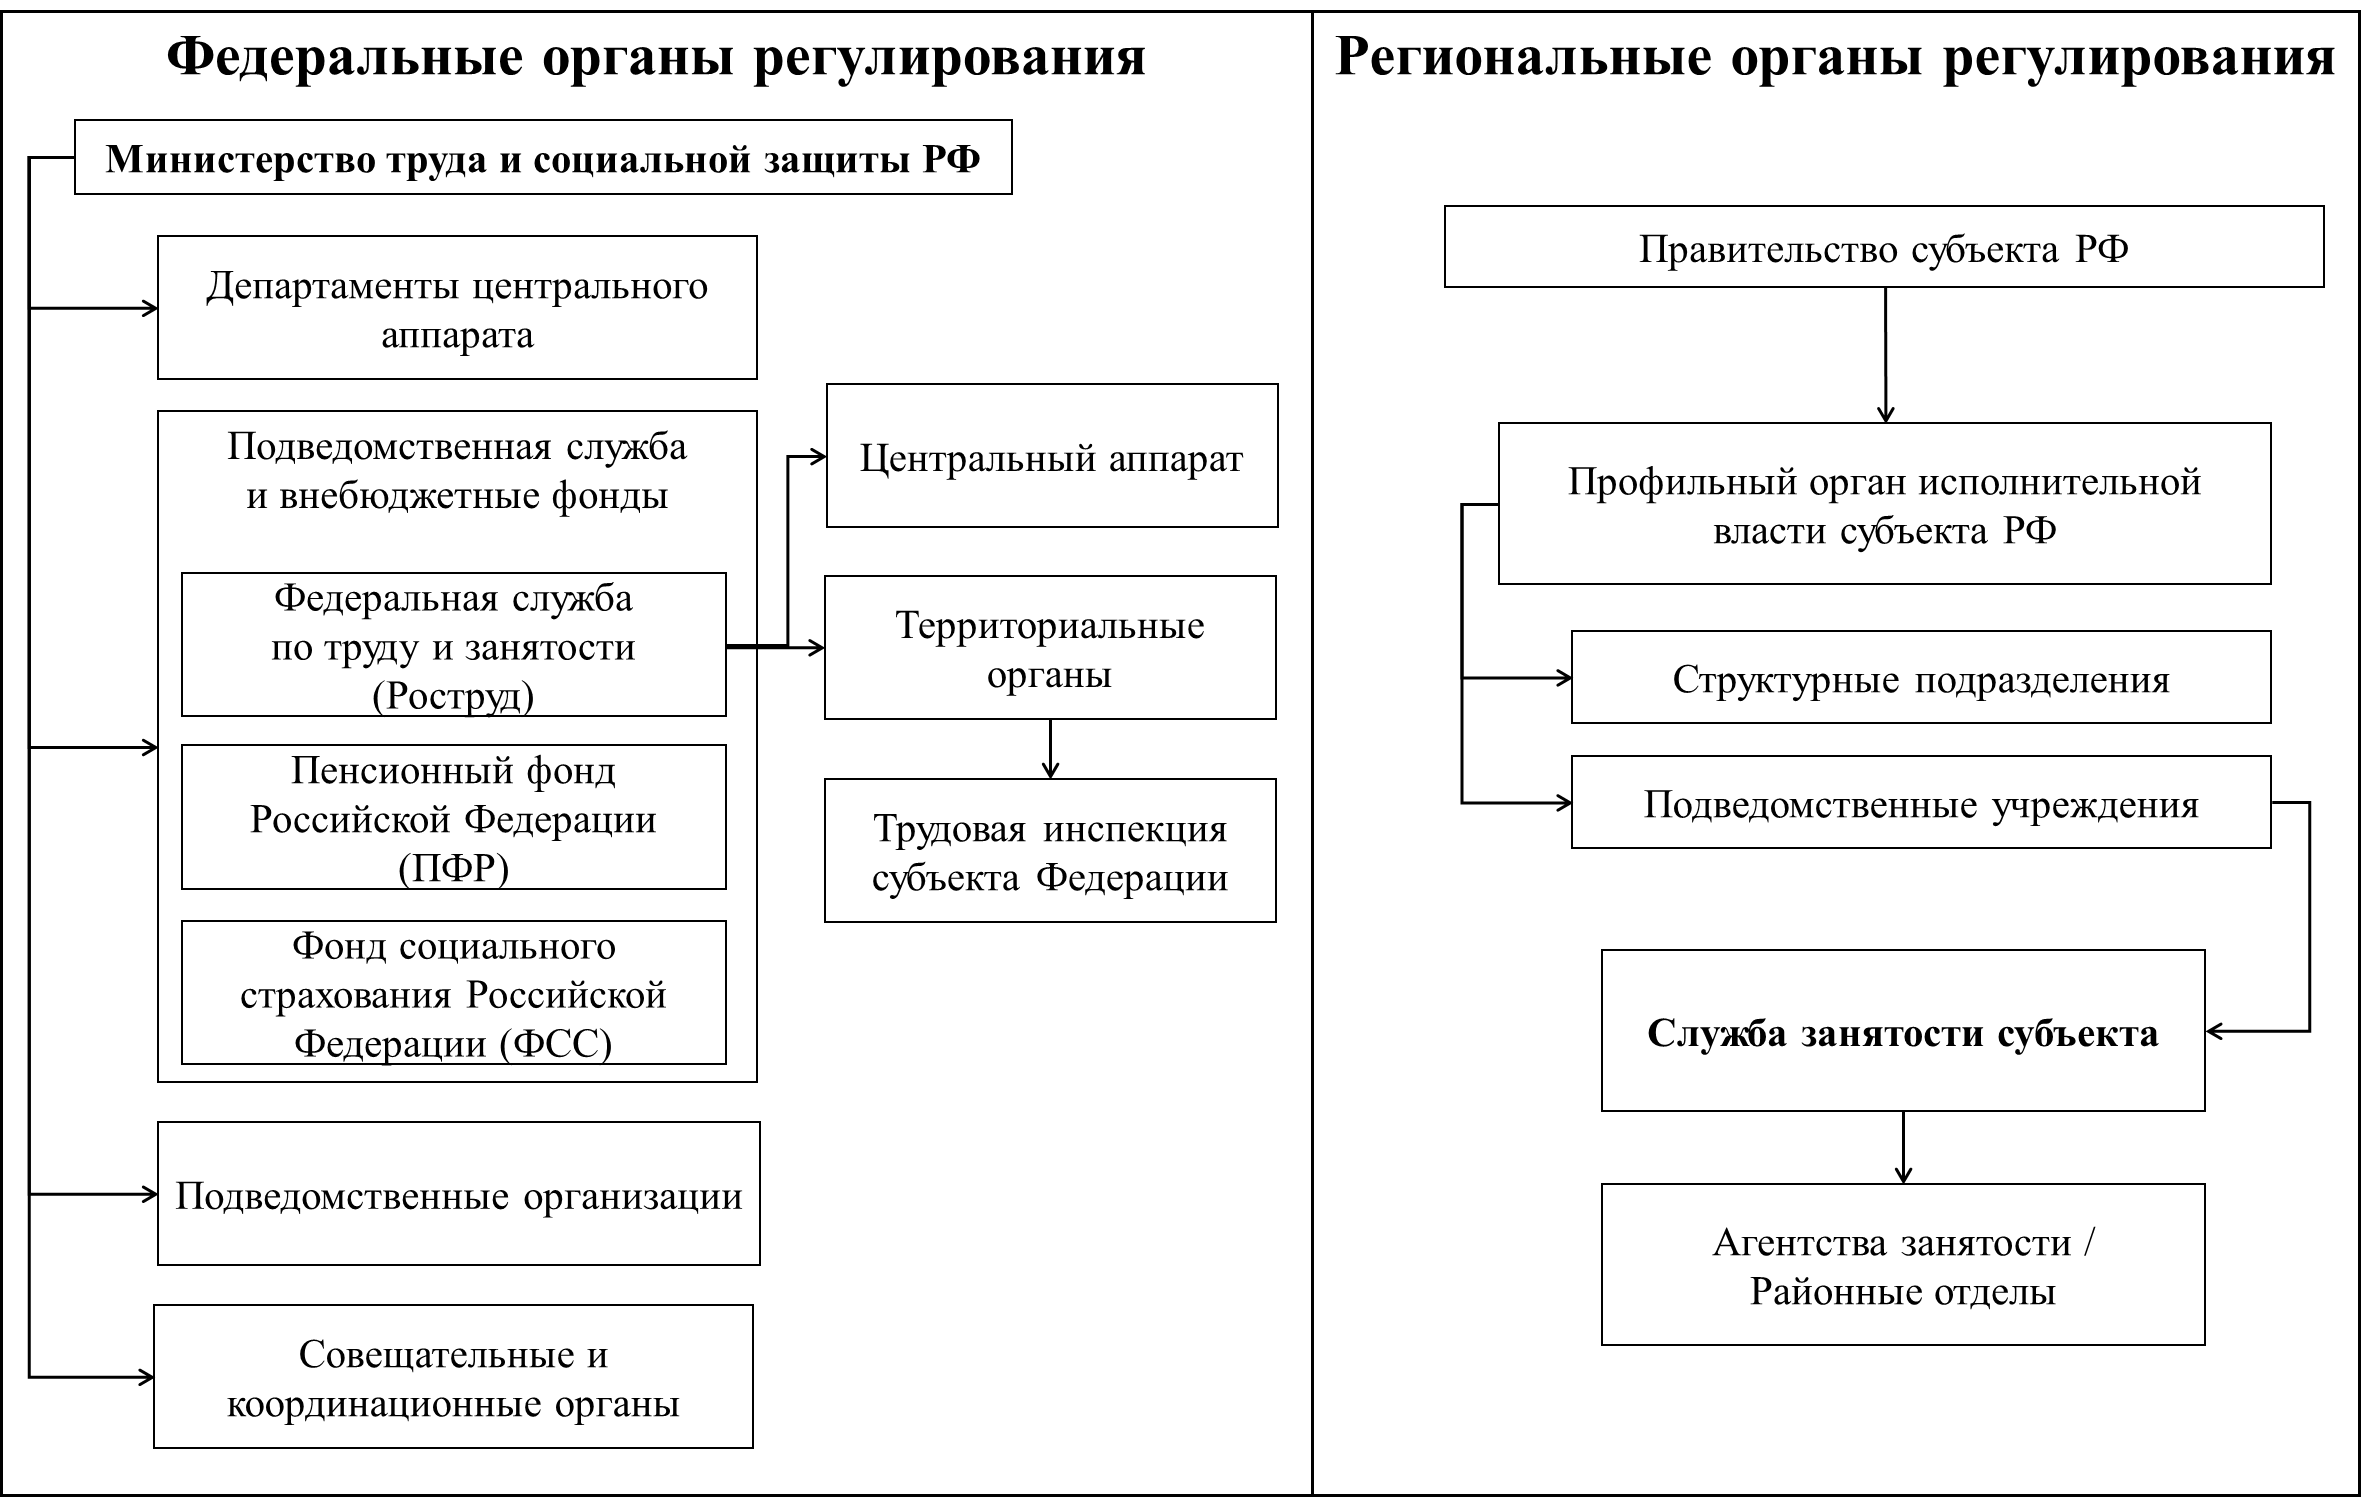 Федеральные органы регулирования
Министерство труда и социальной защиты РФ
Департаменты центрального
аппарата
Подведомственная служба
и внебюджетные фонды
Федеральная служба
по труду и занятости
(Роструд)
Пенсионный фонд
Российской Федерации
(ПФР)
Фонд социального
страхования Российской
Федерации (ФСС)
Центральный аппарат
Территориальные
органы
Трудовая инспекция
субъекта Федерации
Подведомственные организации
Совещательные и
координационные органы
Региональные органы регулирования
Правительство субъекта РФ
Профильный орган исполнительной
власти субъекта РФ
Структурные подразделения
Подведомственные учреждения
Служба занятости субъекта
Агентства занятости /
Районные отделы